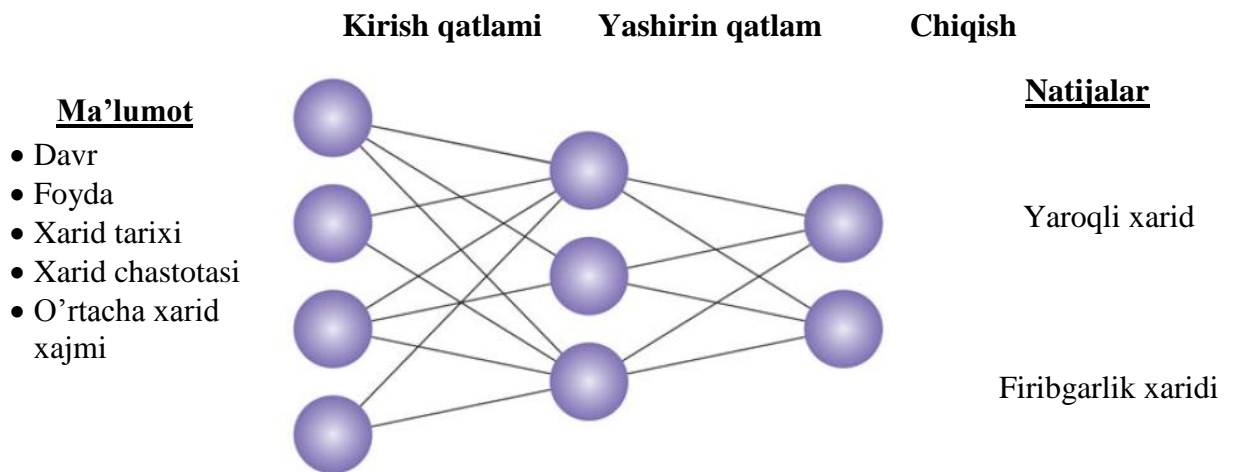 Kirish qatlami Yashirin qatlam Chiqish
Ma’lumot
• Davr
• Foyda
• Xarid tarixi
• Xarid chastotasi
• O’rtacha xarid
xajmi
Natijalar
Yaroqli xarid
Firibgarlik xaridi